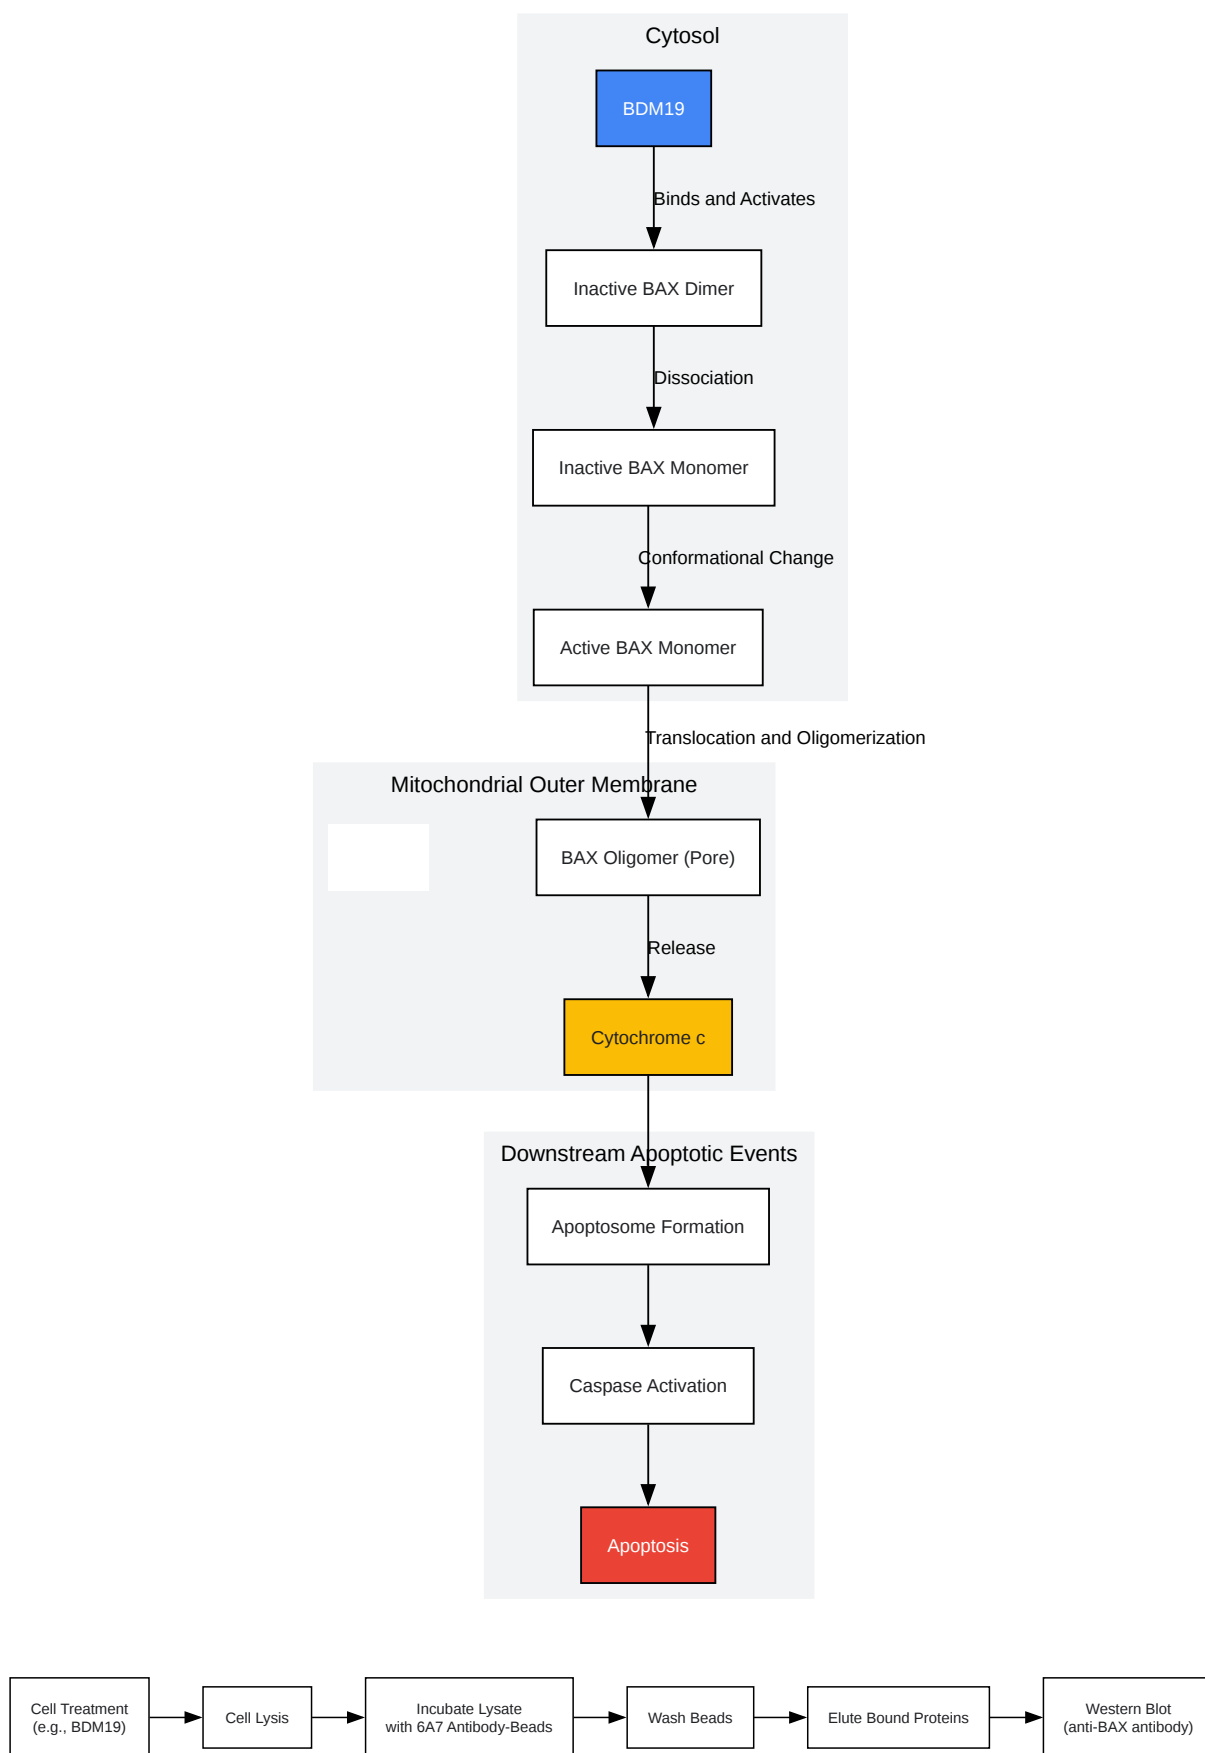 Cytosol
BDM19
Binds and Activates
Inactive BAX Dimer
Dissociation
Inactive BAX Monomer
Conformational Change
Active BAX Monomer
Translocation and Oligomerization
Mitochondrial Outer Membrane
BAX Oligomer (Pore)
Release
Cytochrome c
Downstream Apoptotic Events
Apoptosome Formation
Caspase Activation
Apoptosis
Cell Treatment
(e.g., BDM19)
Cell Lysis
Incubate Lysate
with 6A7 Antibody-Beads
Wash Beads
Elute Bound Proteins
Western Blot
(anti-BAX antibody)